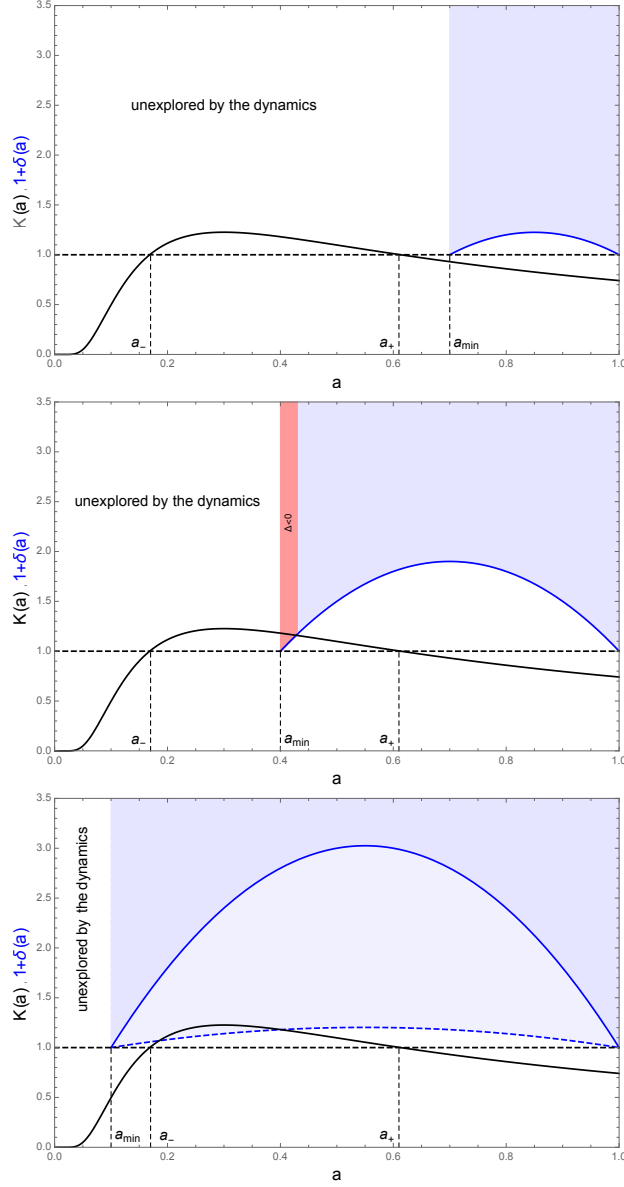 3.5
3.0
2.5
2.0
1.5
1.0
0.5
0.0
K(a), 1+δ(a)
unexplored by the dynamics
a₋
a₊
a_min
0.0 0.2 0.4 0.6 0.8 1.0
a
3.5
3.0
2.5
2.0
1.5
1.0
0.5
0.0
K(a), 1+δ(a)
unexplored by the dynamics
Δ<0
a₋
a_min
a₊
0.0 0.2 0.4 0.6 0.8 1.0
a
3.5
3.0
2.5
2.0
1.5
1.0
0.5
0.0
K(a), 1+δ(a)
unexplored by the dynamics
a_min
a₋
a₊
0.0 0.2 0.4 0.6 0.8 1.0
a